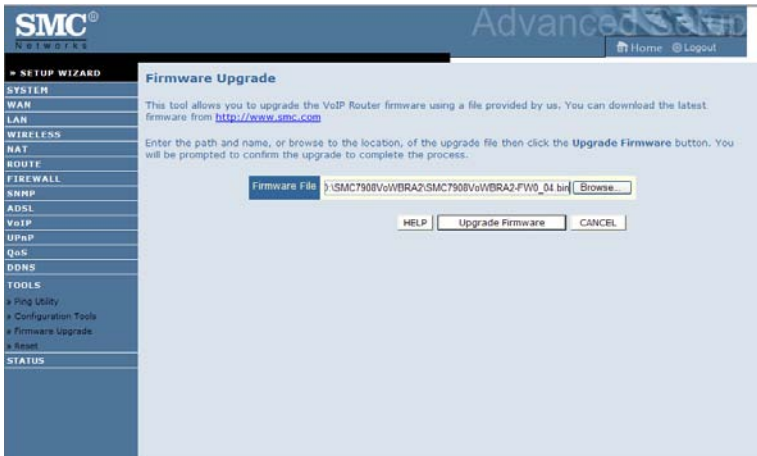 SMC®
Networks
Advanced Setup
Home Logout
» SETUP WIZARD
SYSTEM
WAN
LAN
WIRELESS
NAT
ROUTE
FIREWALL
SNMP
ADSL
VoIP
UPnP
QoS
DDNS
TOOLS
» Ping Utility
» Configuration Tools
» Firmware Upgrade
» Reset
STATUS
Firmware Upgrade
This tool allows you to upgrade the VoIP Router firmware using a file provided by us. You can download the latest
firmware from http://www.smc.com
Enter the path and name, or browse to the location, of the upgrade file then click the Upgrade Firmware button. You
will be prompted to confirm the upgrade to complete the process.
Firmware File :\SMC7908VoWBRA2\SMC7908VoWBRA2-FW0_04.bin Browse...
HELP Upgrade Firmware CANCEL